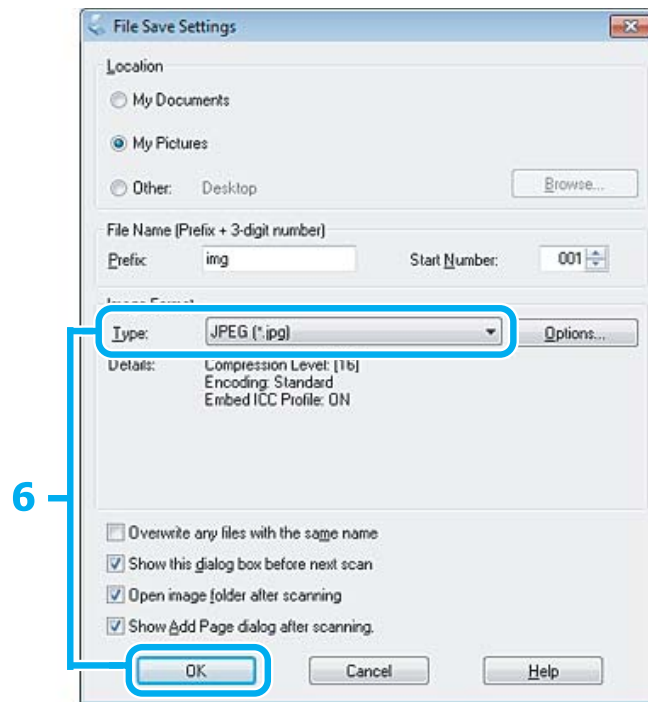 File Save Settings
Location
My Documents
My Pictures
Other: Desktop Browse...
File Name (Prefix + 3-digit number)
Prefix: img Start Number: 001
Image Format
Type: JPEG (*.jpg) Options...
Details: Compression Level: [16]
Encoding: Standard
Embed ICC Profile: ON
6
Overwrite any files with the same name
Show this dialog box before next scan
Open image folder after scanning
Show Add Page dialog after scanning.
OK Cancel Help